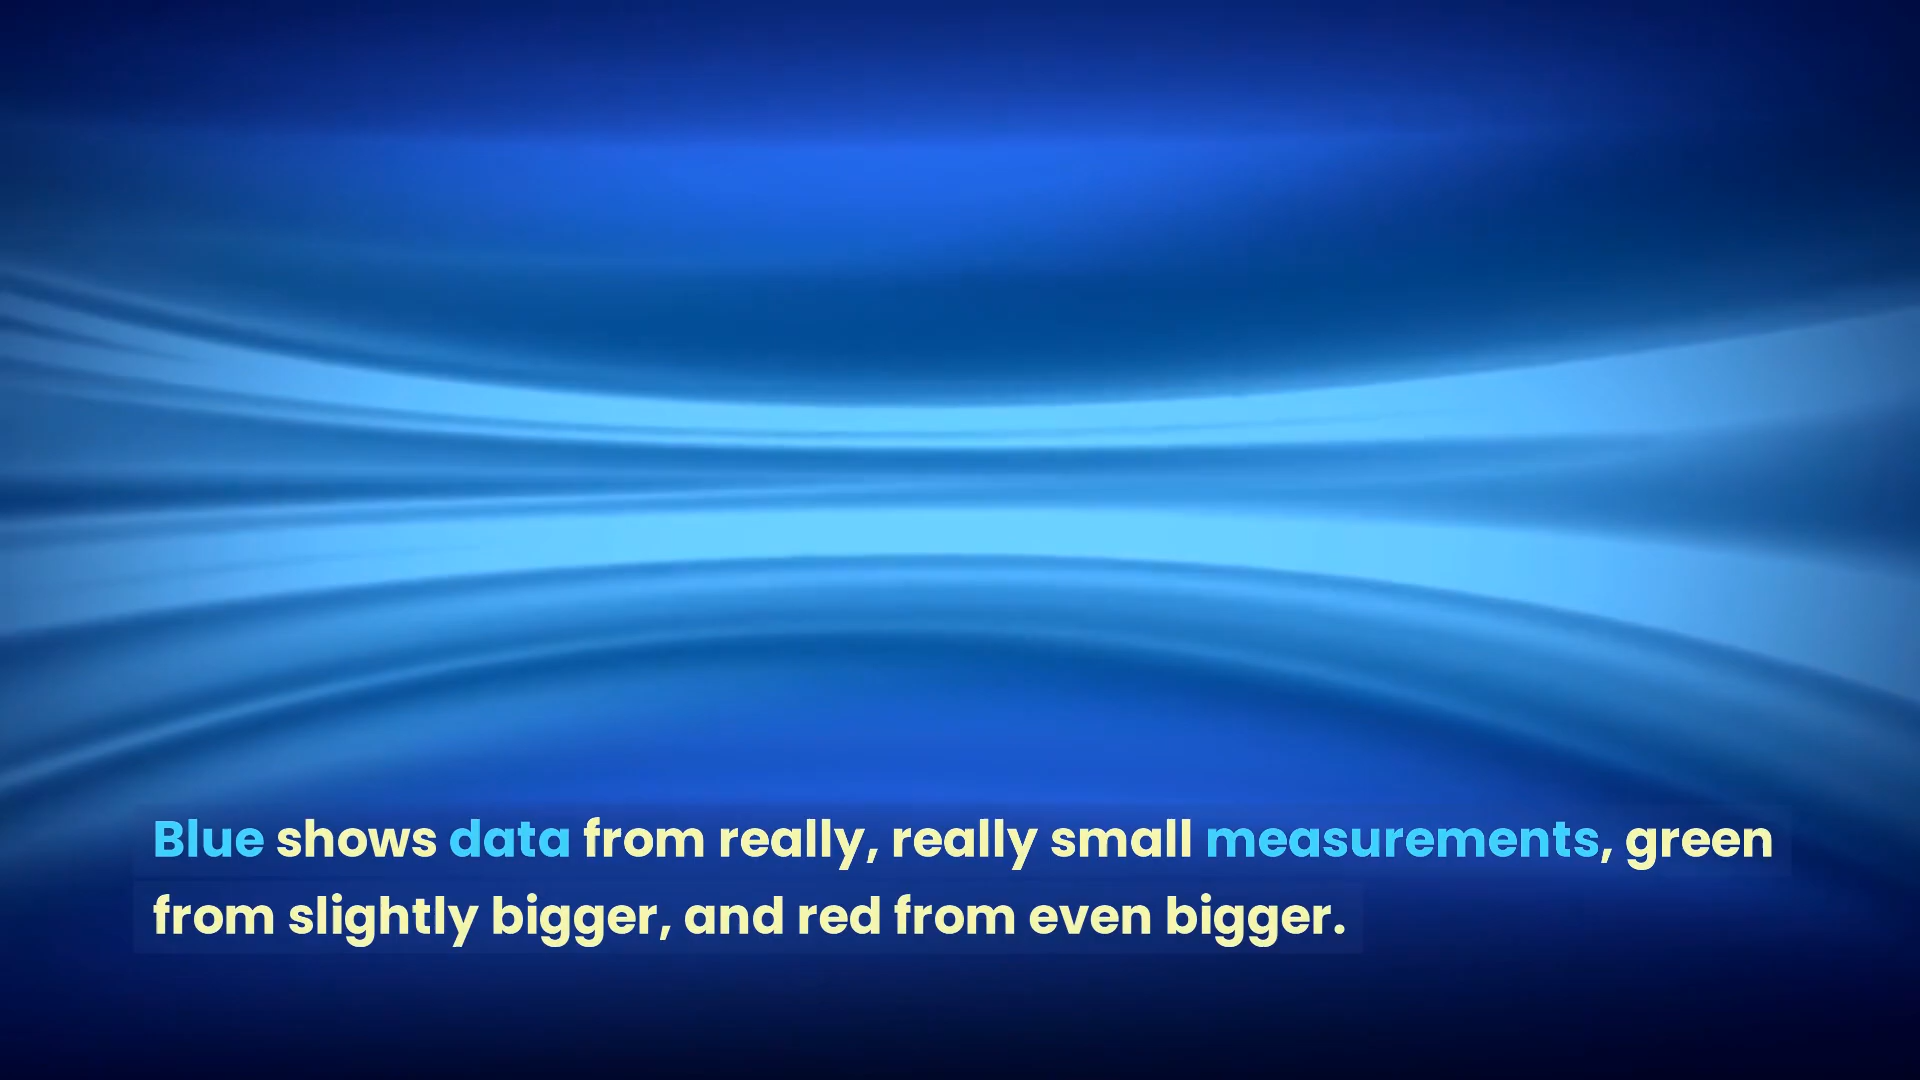 Blue shows data from really, really small measurements, green
from slightly bigger, and red from even bigger.